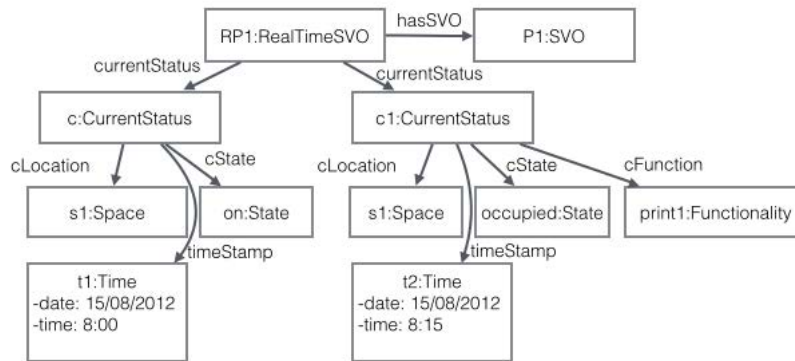 hasSVO
RP1:RealTimeSVO
P1:SVO
currentStatus
currentStatus
c:CurrentStatus
c1:CurrentStatus
cLocation
cState
cLocation
cState
cFunction
s1:Space
on:State
s1:Space
occupied:State
print1:Functionality
timeStamp
timeStamp
t1:Time
-date: 15/08/2012
-time: 8:00
t2:Time
-date: 15/08/2012
-time: 8:15